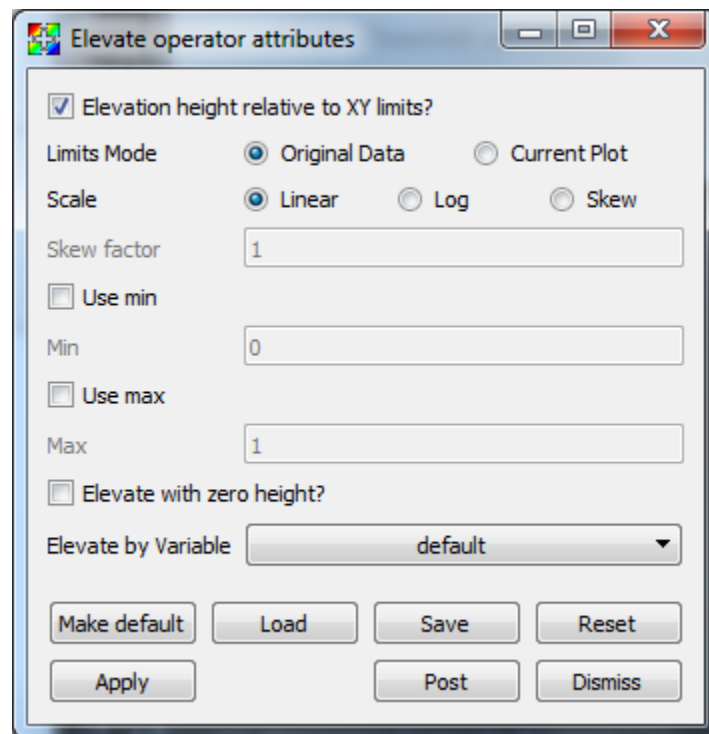 Elevate operator attributes
Elevation height relative to XY limits?
Limits Mode Original Data Current Plot
Scale Linear Log Skew
Skew factor 1
Use min
Min 0
Use max
Max 1
Elevate with zero height?
Elevate by Variable default
Make default Load Save Reset
Apply Post Dismiss